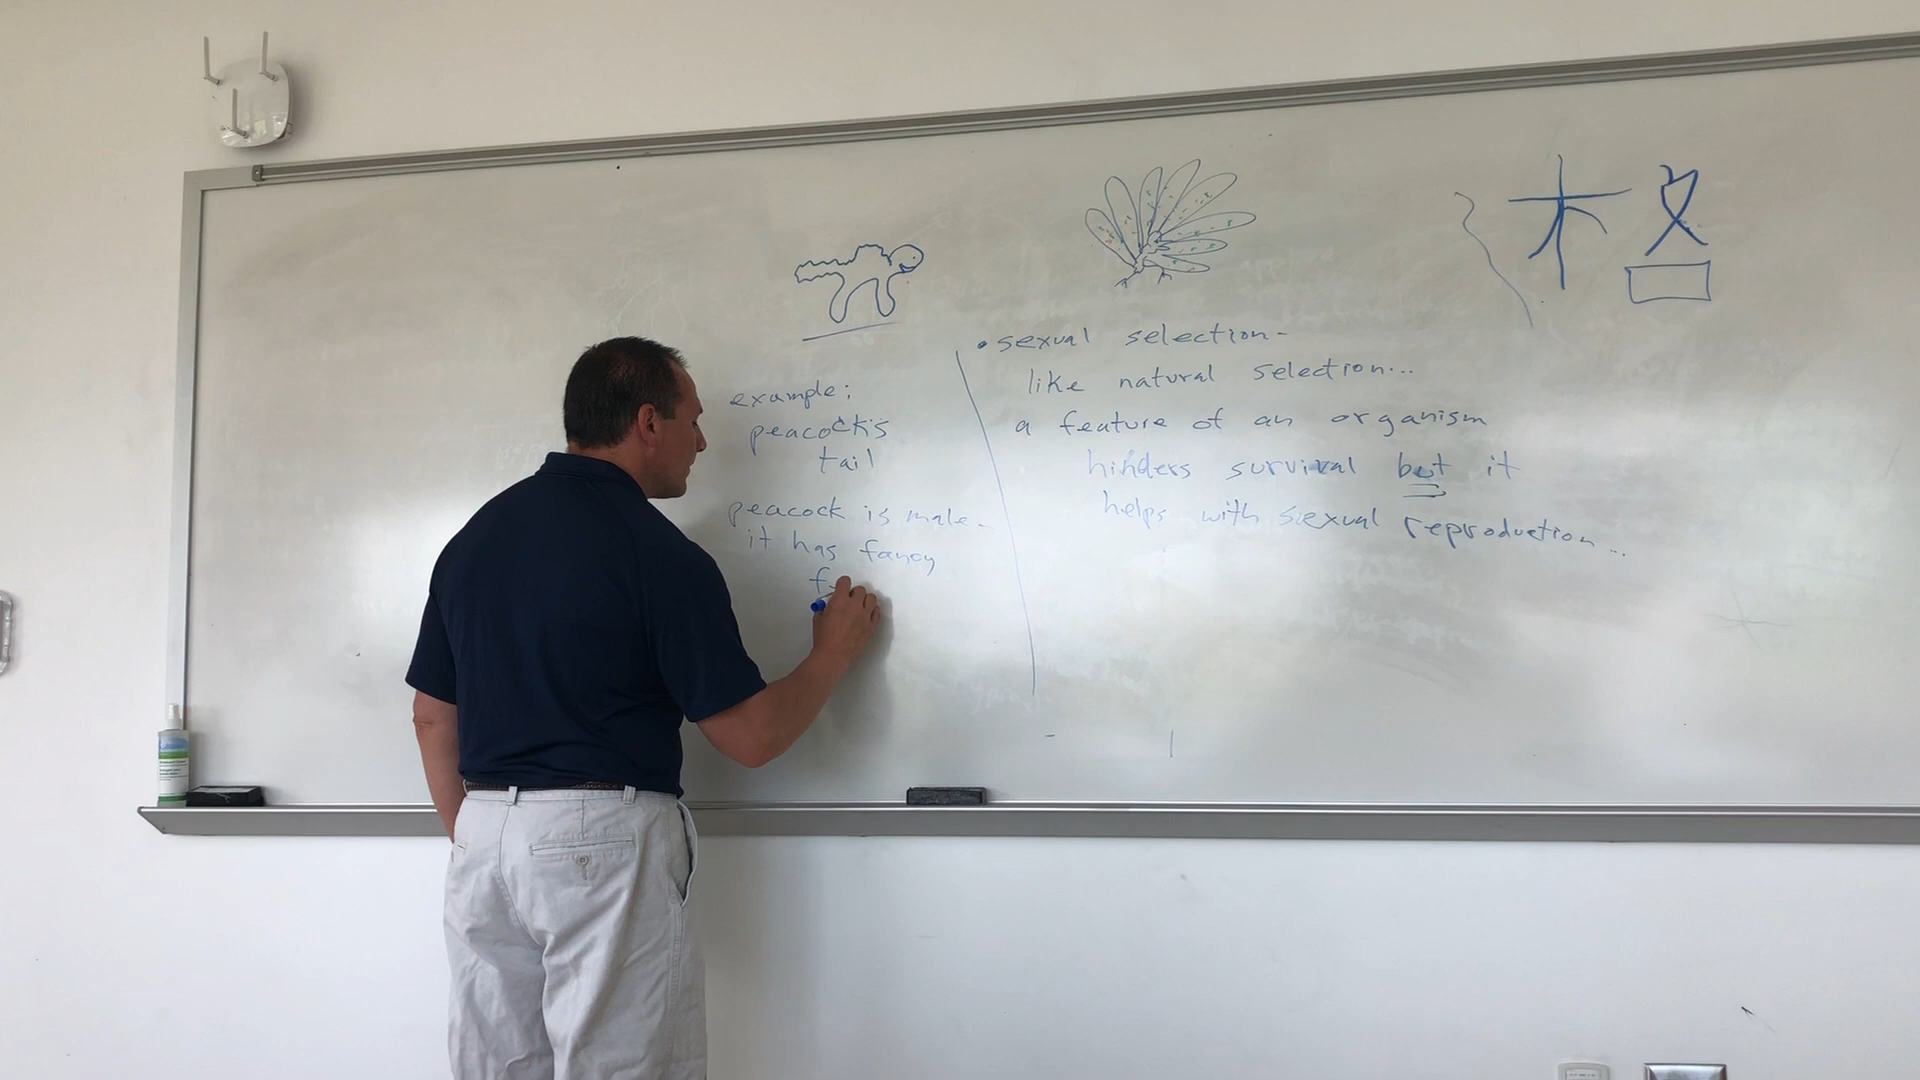 格
• sexual selection-
like natural selection...
a feature of an organism
hinders survival but it
helps with sexual reproduction...
example:
peacock's
tail
peacock is male-
it has fancy